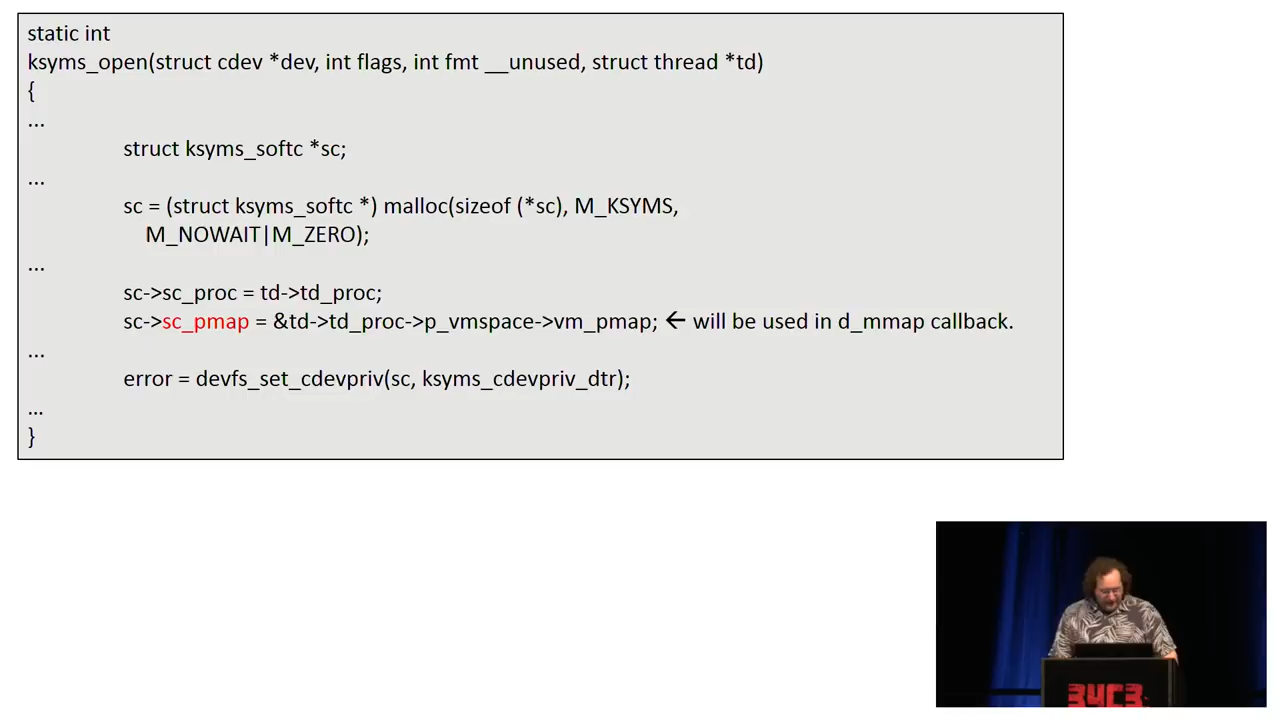 static int
ksyms_open(struct cdev *dev, int flags, int fmt __unused, struct thread *td)
{
...
struct ksyms_softc *sc;
...
sc = (struct ksyms_softc *) malloc(sizeof (*sc), M_KSYMS,
M_NOWAIT|M_ZERO);
...
sc->sc_proc = td->td_proc;
sc->sc_pmap = &td->td_proc->p_vmspace->vm_pmap; ← will be used in d_mmap callback.
...
error = devfs_set_cdevpriv(sc, ksyms_cdevpriv_dtr);
...
}
34C3